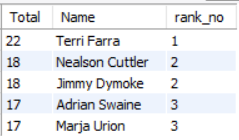 Total Name rank_no
22 Terri Farra 1
18 Nealson Cuttler 2
18 Jimmy Dymoke 2
17 Adrian Swaine 3
17 Marja Urion 3